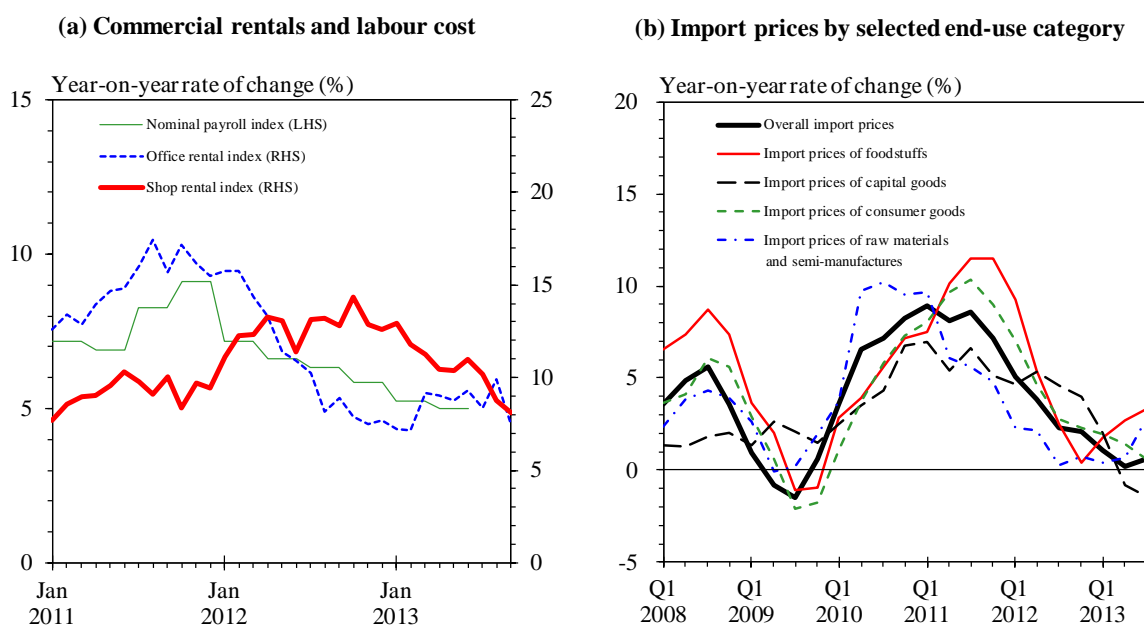 (a) Commercial rentals and labour cost
Year-on-year rate of change (%)
15
10
5
0
25
20
15
10
5
0
Nominal payroll index (LHS)
Office rental index (RHS)
Shop rental index (RHS)
Jan
2011
Jan
2012
Jan
2013
(b) Import prices by selected end-use category
Year-on-year rate of change (%)
20
15
10
5
0
-5
Overall import prices
Import prices of foodstuffs
Import prices of capital goods
Import prices of consumer goods
Import prices of raw materials
and semi-manufactures
Q1
2008
Q1
2009
Q1
2010
Q1
2011
Q1
2012
Q1
2013